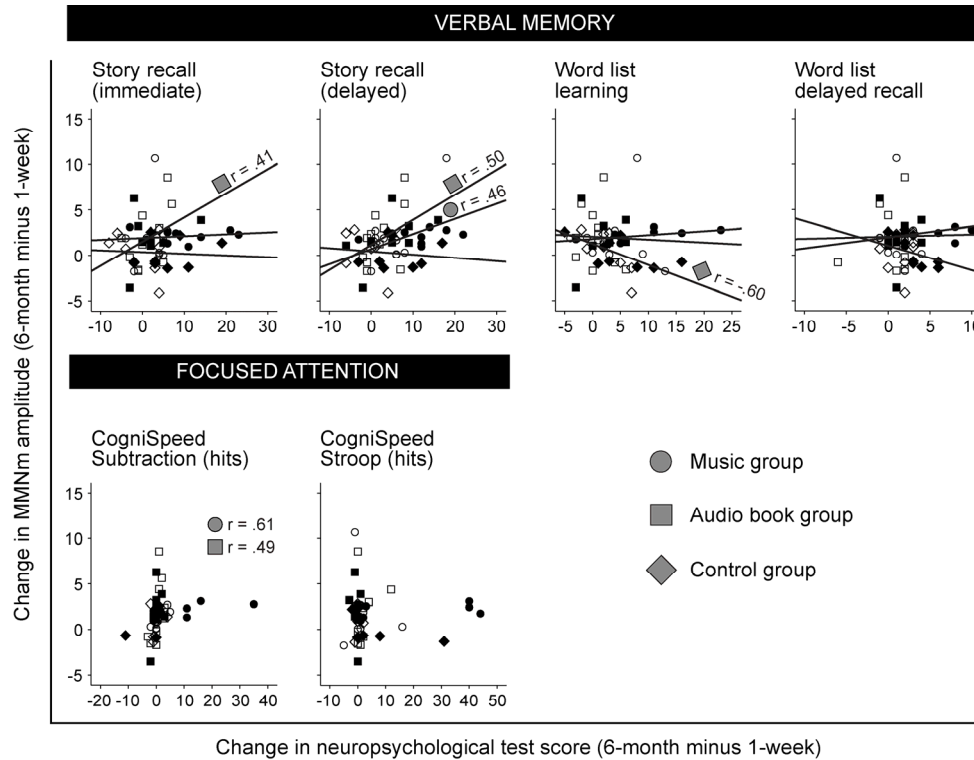 VERBAL MEMORY
Story recall
(immediate)
Story recall
(delayed)
Word list
learning
Word list
delayed recall
Change in MMNm amplitude (6-month minus 1-week)
15
10
5
0
-5
r = .41
-10 0 10 20 30
r = .50
r = .46
-10 0 10 20 30
r = -.60
-5 0 5 10 15 20 25
-10 -5 0 5 10
FOCUSED ATTENTION
CogniSpeed
Subtraction (hits)
CogniSpeed
Stroop (hits)
15
10
5
0
-5
r = .61
r = .49
-20 -10 0 10 20 30 40
-10 0 10 20 30 40 50
Music group
Audio book group
Control group
Change in neuropsychological test score (6-month minus 1-week)